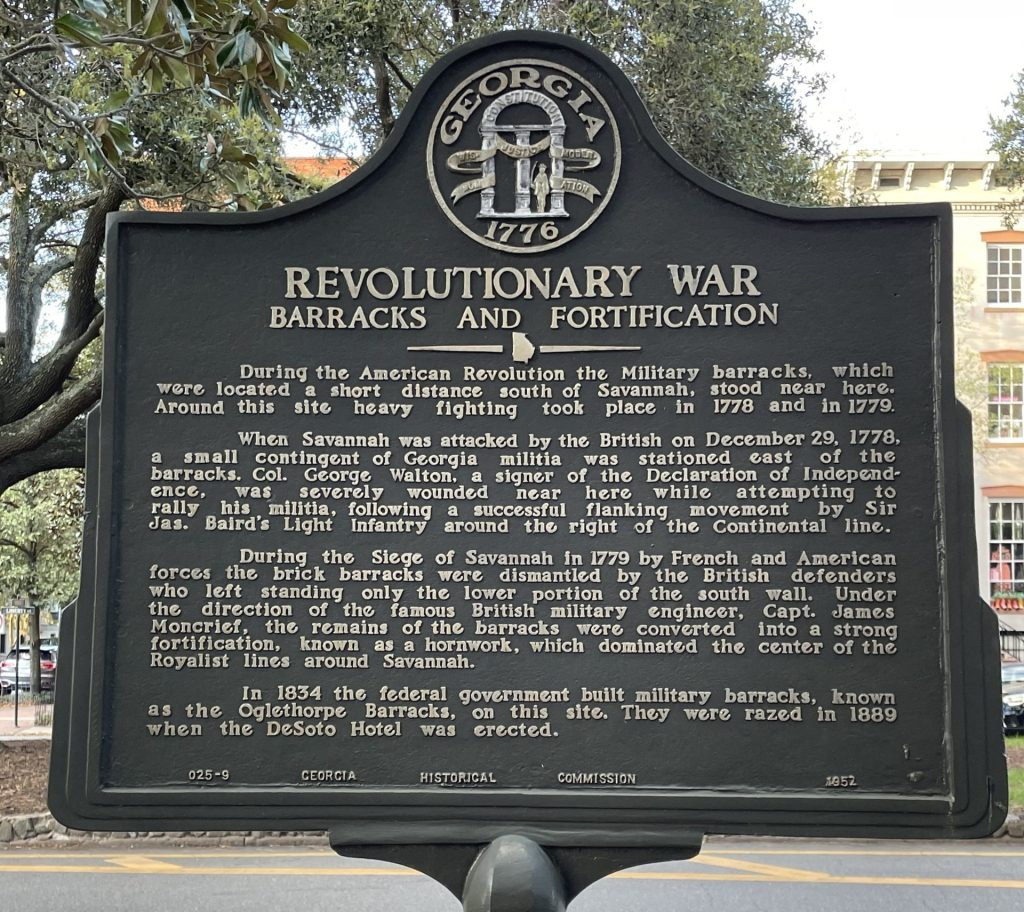 GEORGIA
CONSTITUTION
JUSTICE
1776
REVOLUTIONARY WAR
BARRACKS AND FORTIFICATION
During the American Revolution the Military barracks, which
were located a short distance south of Savannah, stood near here.
Around this site heavy fighting took place in 1778 and in 1779.
When Savannah was attacked by the British on December 29, 1778,
a small contingent of Georgia militia was stationed east of the
barracks. Col. George Walton, a signer of the Declaration of Independ-
ence, was severely wounded near here while attempting to
rally his militia, following a successful flanking movement by Sir
Jas. Baird's Light Infantry around the right of the Continental line.
During the Siege of Savannah in 1779 by French and American
forces the brick barracks were dismantled by the British defenders
who left standing only the lower portion of the south wall. Under
the direction of the famous British military engineer, Capt. James
Moncrief, the remains of the barracks were converted into a strong
fortification, known as a hornwork, which dominated the center of the
Royalist lines around Savannah.
In 1834 the federal government built military barracks, known
as the Oglethorpe Barracks, on this site. They were razed in 1889
when the DeSoto Hotel was erected.
025-9 GEORGIA HISTORICAL COMMISSION 1952
LIBERTY